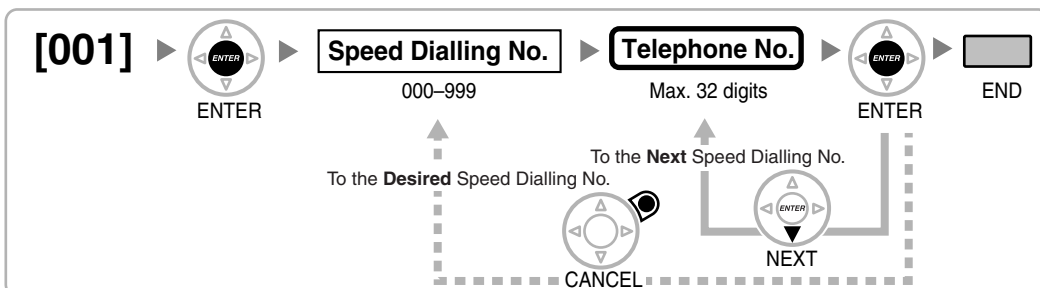 [001] ENTER Speed Dialling No. Telephone No. ENTER
ENTER 000–999 Max. 32 digits ENTER END
To the Next Speed Dialling No.
To the Desired Speed Dialling No.
ENTER
NEXT
CANCEL